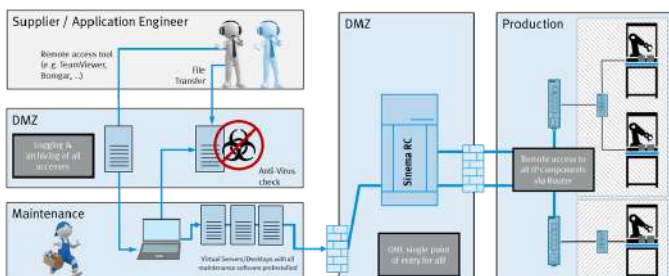 Supplier / Application Engineer
Remote access tool
(e.g. TeamViewer,
Bomgar, ...)
File
Transfer
DMZ
Logging &
archiving of all
accesses
Anti-Virus
check
Maintenance
Virtual Servers/Desktops with all
maintenance software preinstalled!
DMZ
Sinema RC
ONE single point
of entry for all!
Production
Remote access to
all IP components
via Router